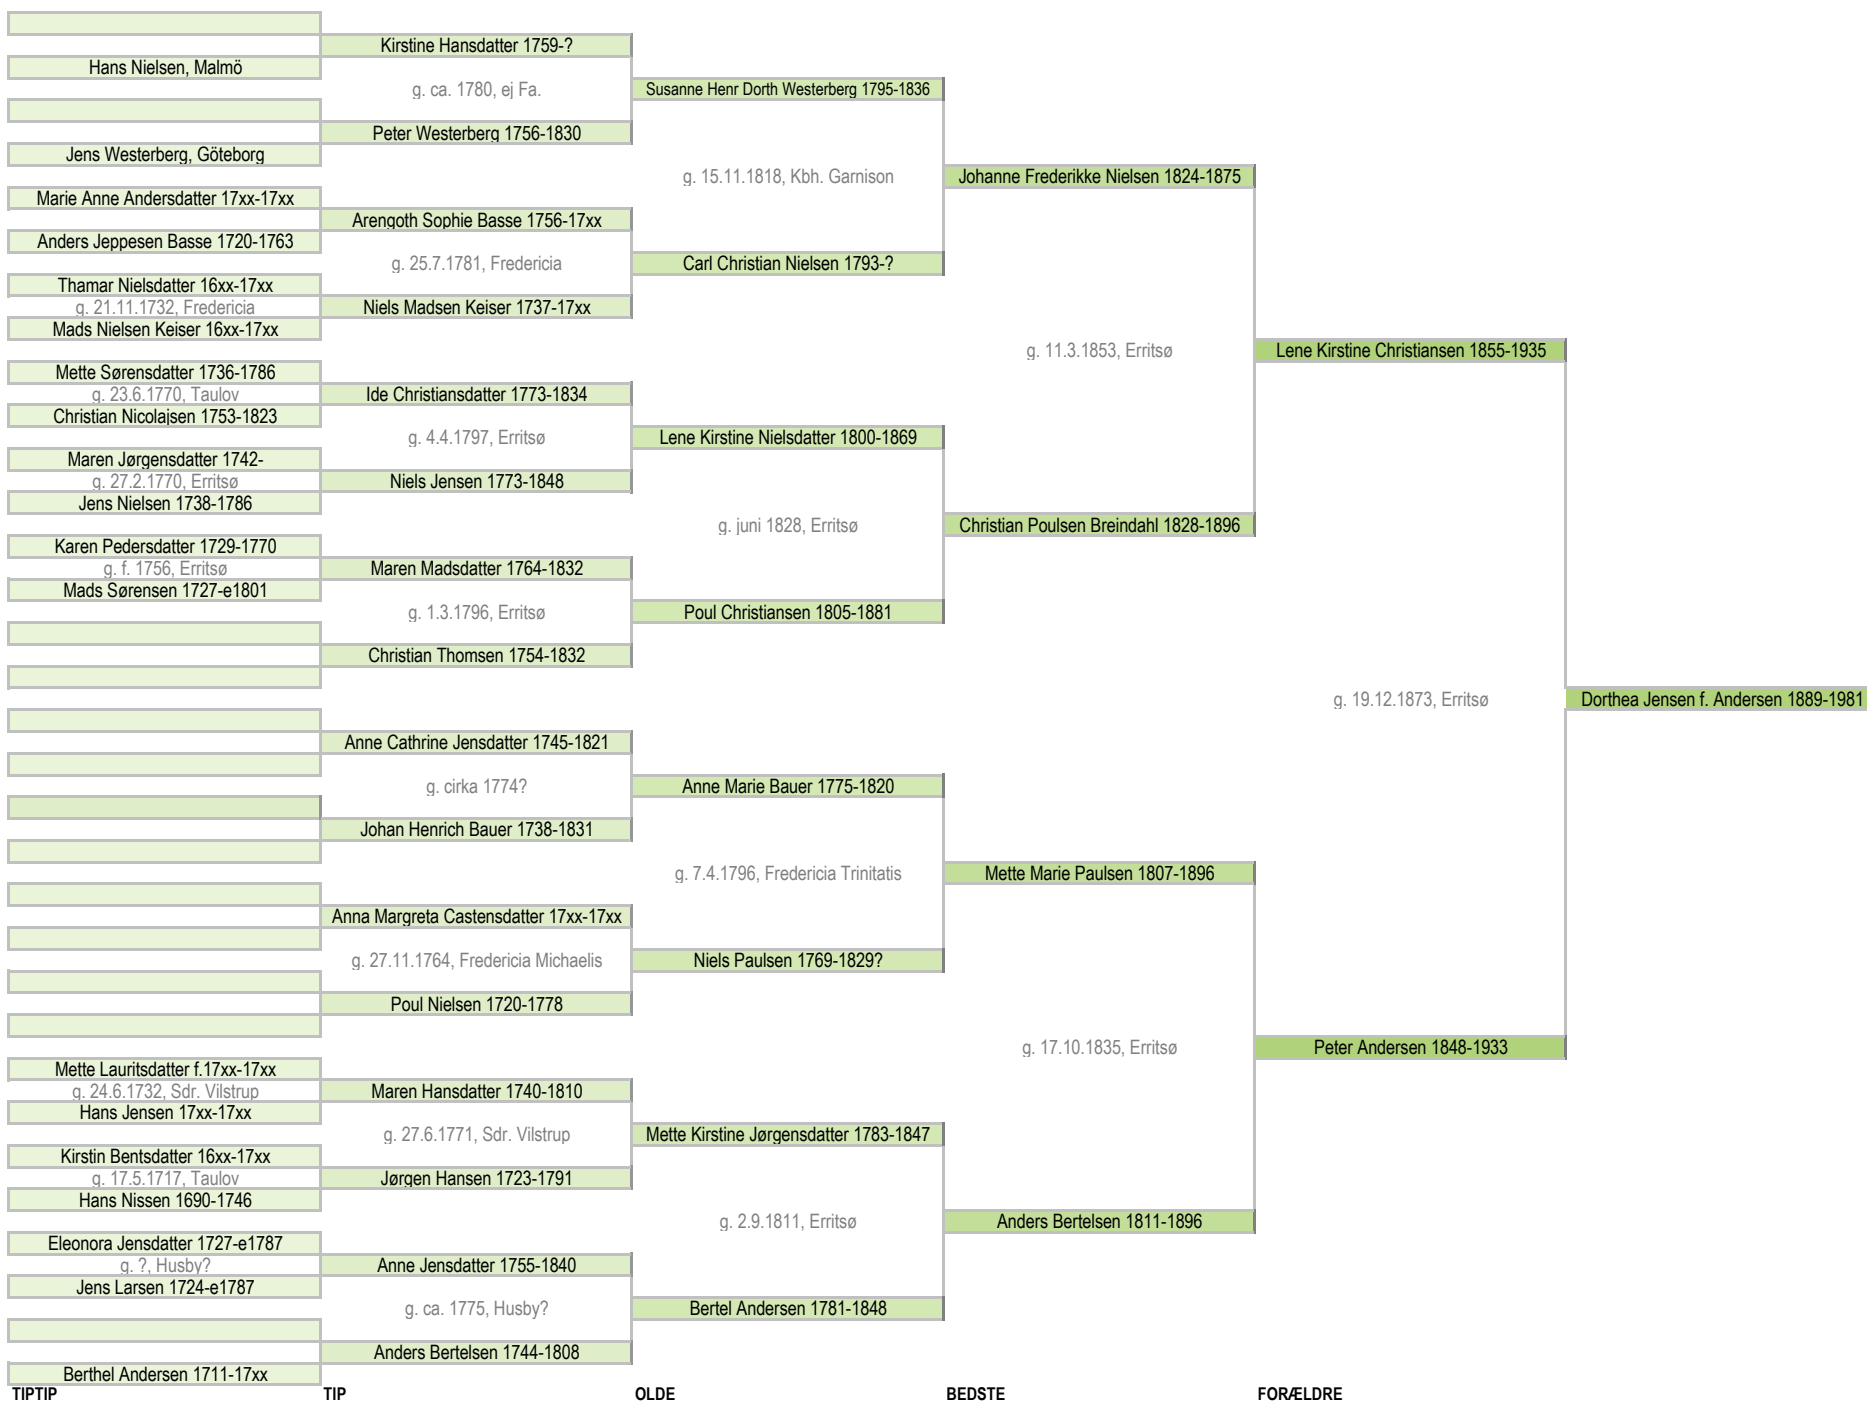 Kirstine Hansdatter 1759-?
Hans Nielsen, Malmö
g. ca. 1780, ej Fa.
Susanne Henr Dorth Westerberg 1795-1836
Peter Westerberg 1756-1830
Jens Westerberg, Göteborg
g. 15.11.1818, Kbh. Garnison
Johanne Frederikke Nielsen 1824-1875
Marie Anne Andersdatter 17xx-17xx
Arengoth Sophie Basse 1756-17xx
Anders Jeppesen Basse 1720-1763
g. 25.7.1781, Fredericia
Carl Christian Nielsen 1793-?
Thamar Nielsdatter 16xx-17xx
g. 21.11.1732, Fredericia
Niels Madsen Keiser 1737-17xx
Mads Nielsen Keiser 16xx-17xx
g. 11.3.1853, Erritsø
Lene Kirstine Christiansen 1855-1935
Mette Sørensdatter 1736-1786
g. 23.6.1770, Taulov
Ide Christiansdatter 1773-1834
Christian Nicolajsen 1753-1823
g. 4.4.1797, Erritsø
Lene Kirstine Nielsdatter 1800-1869
Maren Jørgensdatter 1742-
g. 27.2.1770, Erritsø
Niels Jensen 1773-1848
Jens Nielsen 1738-1786
g. juni 1828, Erritsø
Christian Poulsen Breindahl 1828-1896
Karen Pedersdatter 1729-1770
g. f. 1756, Erritsø
Maren Madsdatter 1764-1832
Mads Sørensen 1727-e1801
g. 1.3.1796, Erritsø
Poul Christiansen 1805-1881
Christian Thomsen 1754-1832
g. 19.12.1873, Erritsø
Dorthea Jensen f. Andersen 1889-1981
Anne Cathrine Jensdatter 1745-1821
g. cirka 1774?
Anne Marie Bauer 1775-1820
Johan Henrich Bauer 1738-1831
g. 7.4.1796, Fredericia Trinitatis
Mette Marie Paulsen 1807-1896
Anna Margreta Castensdatter 17xx-17xx
g. 27.11.1764, Fredericia Michaelis
Niels Paulsen 1769-1829?
Poul Nielsen 1720-1778
g. 17.10.1835, Erritsø
Peter Andersen 1848-1933
Mette Lauritsdatter f.17xx-17xx
g. 24.6.1732, Sdr. Vilstrup
Maren Hansdatter 1740-1810
Hans Jensen 17xx-17xx
g. 27.6.1771, Sdr. Vilstrup
Mette Kirstine Jørgensdatter 1783-1847
Kirstin Bentsdatter 16xx-17xx
g. 17.5.1717, Taulov
Jørgen Hansen 1723-1791
Hans Nissen 1690-1746
g. 2.9.1811, Erritsø
Anders Bertelsen 1811-1896
Eleonora Jensdatter 1727-e1787
g. ?, Husby?
Anne Jensdatter 1755-1840
Jens Larsen 1724-e1787
g. ca. 1775, Husby?
Bertel Andersen 1781-1848
Anders Bertelsen 1744-1808
Berthel Andersen 1711-17xx
TIPTIP TIP OLDE BEDSTE FORÆLDRE